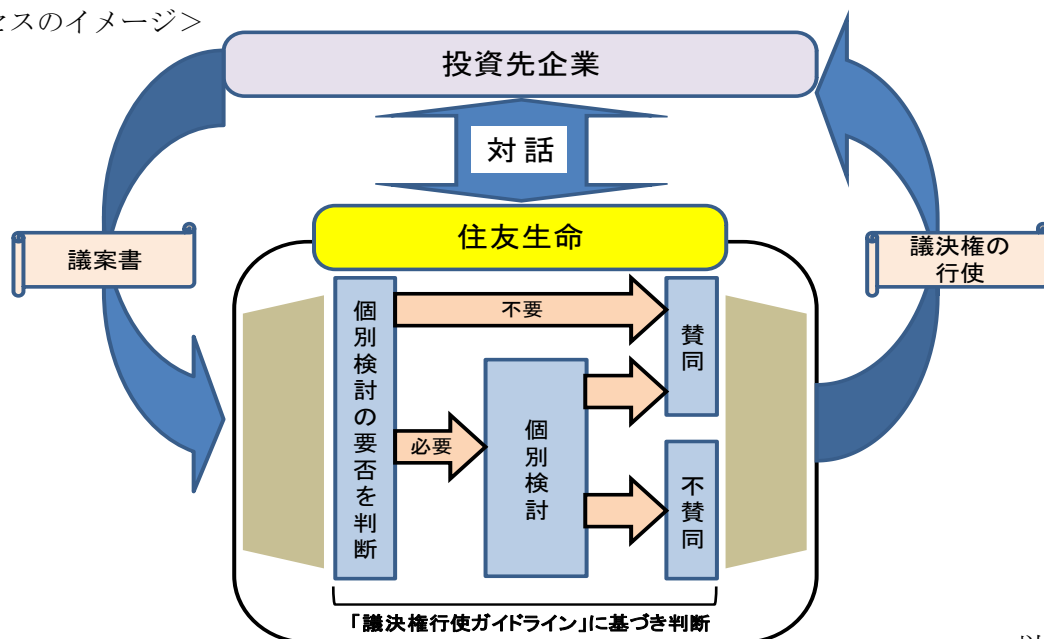 セスのイメージ＞
投資先企業
対話
住友生命
議案書
議決権の
行使
個別検討の要否を判断
不要
必要
個別検討
賛同
不賛同
「議決権行使ガイドライン」に基づき判断